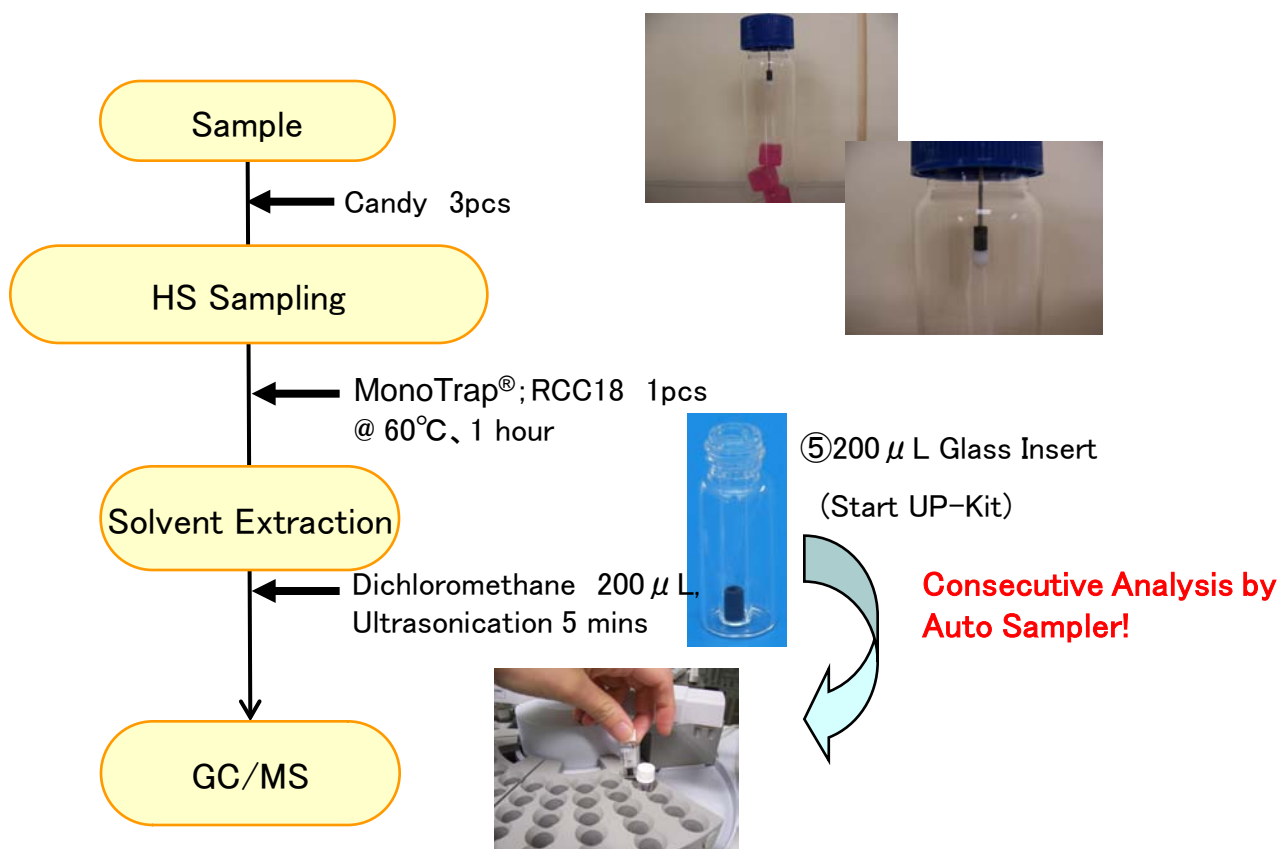 Sample
Candy 3pcs
HS Sampling
MonoTrap®;RCC18 1pcs
@ 60℃、1 hour
⑤200μL Glass Insert
(Start UP-Kit)
Solvent Extraction
Dichloromethane 200μL,
Ultrasonication 5 mins
Consecutive Analysis by
Auto Sampler!
GC/MS